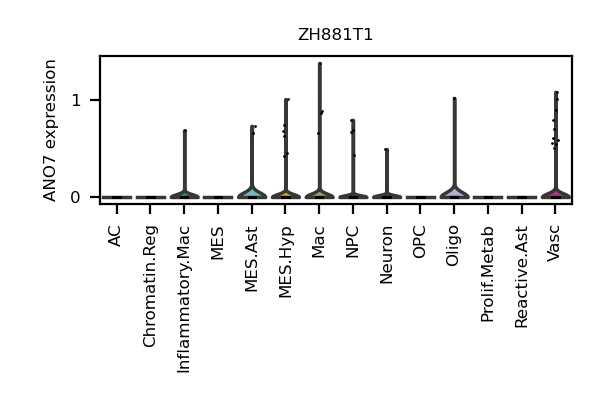 ZH881T1
ANO7 expression
1
0
AC
Chromatin.Reg
Inflammatory.Mac
MES
MES.Ast
MES.Hyp
Mac
NPC
Neuron
OPC
Oligo
Prolif.Metab
Reactive.Ast
Vasc